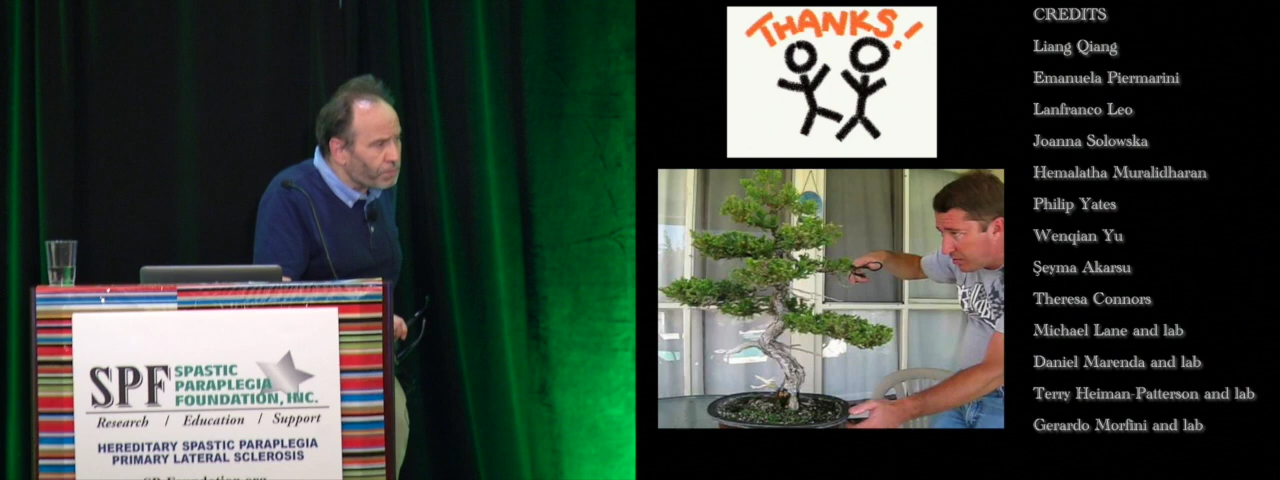 SPF
SPASTIC
PARAPLEGIA
FOUNDATION, INC.
Research / Education / Support
HEREDITARY SPASTIC PARAPLEGIA
PRIMARY LATERAL SCLEROSIS
THANKS!
CREDITS
Liang Qiang
Emanuela Piermarini
Lanfranco Leo
Joanna Solowska
Hemalatha Muralidharan
Philip Yates
Wenqian Yu
Şeyma Akarsu
Theresa Connors
Michael Lane and lab
Daniel Marenda and lab
Terry Heiman-Patterson and lab
Gerardo Morfini and lab